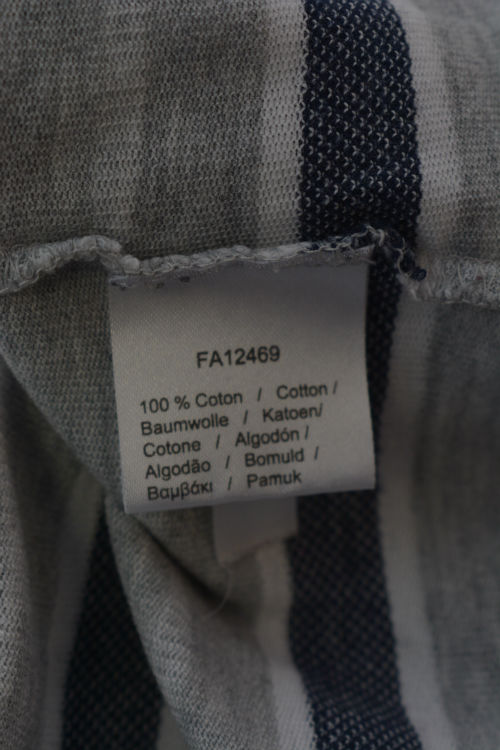 FA12469
100 % Coton / Cotton /
Baumwolle / Katoen/
Cotone / Algodón /
Algodão / Bomuld /
Βαμβάκι / Pamuk